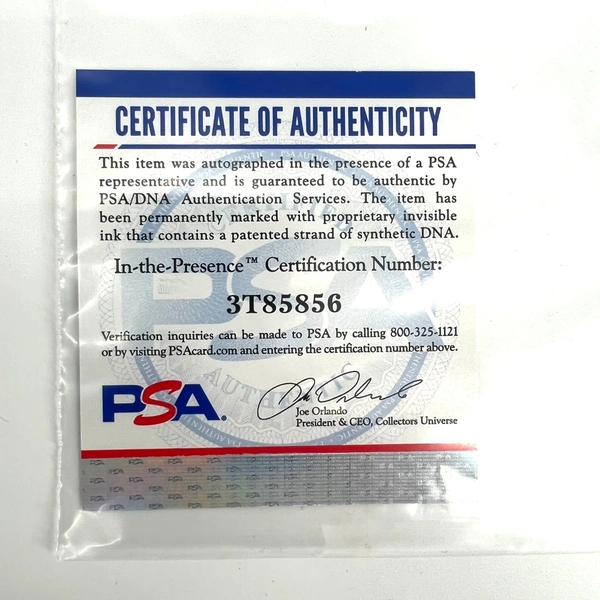 CERTIFICATE OF AUTHENTICITY
This item was autographed in the presence of a PSA
representative and is guaranteed to be authentic by
PSA/DNA Authentication Services. The item has
been permanently marked with proprietary invisible
ink that contains a patented strand of synthetic DNA.
In-the-Presence™ Certification Number:
3T85856
Verification inquiries can be made to PSA by calling 800-325-1121
or by visiting PSAcard.com and entering the certification number above.
PSA.
Joe Orlando
President & CEO, Collectors Universe